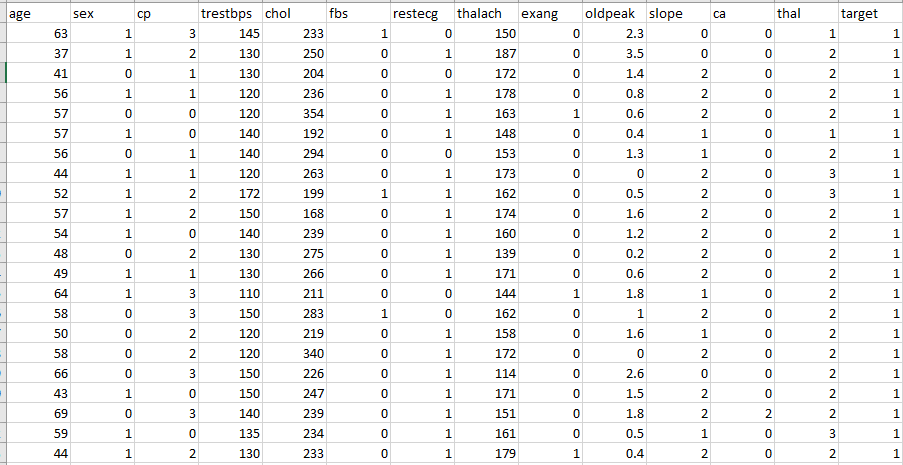 age sex cp trestbps chol fbs restecg thalach exang oldpeak slope ca thal target
63 1 3 145 233 1 0 150 0 2.3 0 0 1 1
37 1 2 130 250 0 1 187 0 3.5 0 0 2 1
41 0 1 130 204 0 0 172 0 1.4 2 0 2 1
56 1 1 120 236 0 1 178 0 0.8 2 0 2 1
57 0 0 120 354 0 1 163 1 0.6 2 0 2 1
57 1 0 140 192 0 1 148 0 0.4 1 0 1 1
56 0 1 140 294 0 0 153 0 1.3 1 0 2 1
44 1 1 120 263 0 1 173 0 0 2 0 3 1
52 1 2 172 199 1 1 162 0 0.5 2 0 3 1
57 1 2 150 168 0 1 174 0 1.6 2 0 2 1
54 1 0 140 239 0 1 160 0 1.2 2 0 2 1
48 0 2 130 275 0 1 139 0 0.2 2 0 2 1
49 1 1 130 266 0 1 171 0 0.6 2 0 2 1
64 1 3 110 211 0 0 144 1 1.8 1 0 2 1
58 0 3 150 283 1 0 162 0 1 2 0 2 1
50 0 2 120 219 0 1 158 0 1.6 1 0 2 1
58 0 2 120 340 0 1 172 0 0 2 0 2 1
66 0 3 150 226 0 1 114 0 2.6 0 0 2 1
43 1 0 150 247 0 1 171 0 1.5 2 0 2 1
69 0 3 140 239 0 1 151 0 1.8 2 2 2 1
59 1 0 135 234 0 1 161 0 0.5 1 0 3 1
44 1 2 130 233 0 1 179 1 0.4 2 0 2 1